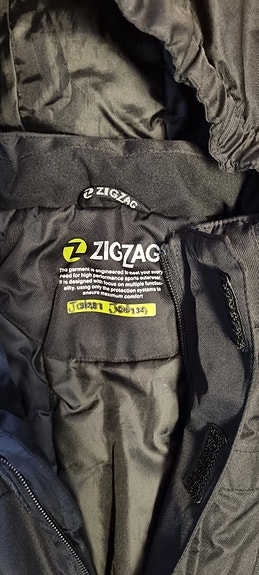 ZIGZAG
ZIGZAG
The garment is engineered to meet your every
need for high performance sports outerwear.
It is designed with focus on multiple function-
ality, using only the protection systems to
ensure maximum comfort